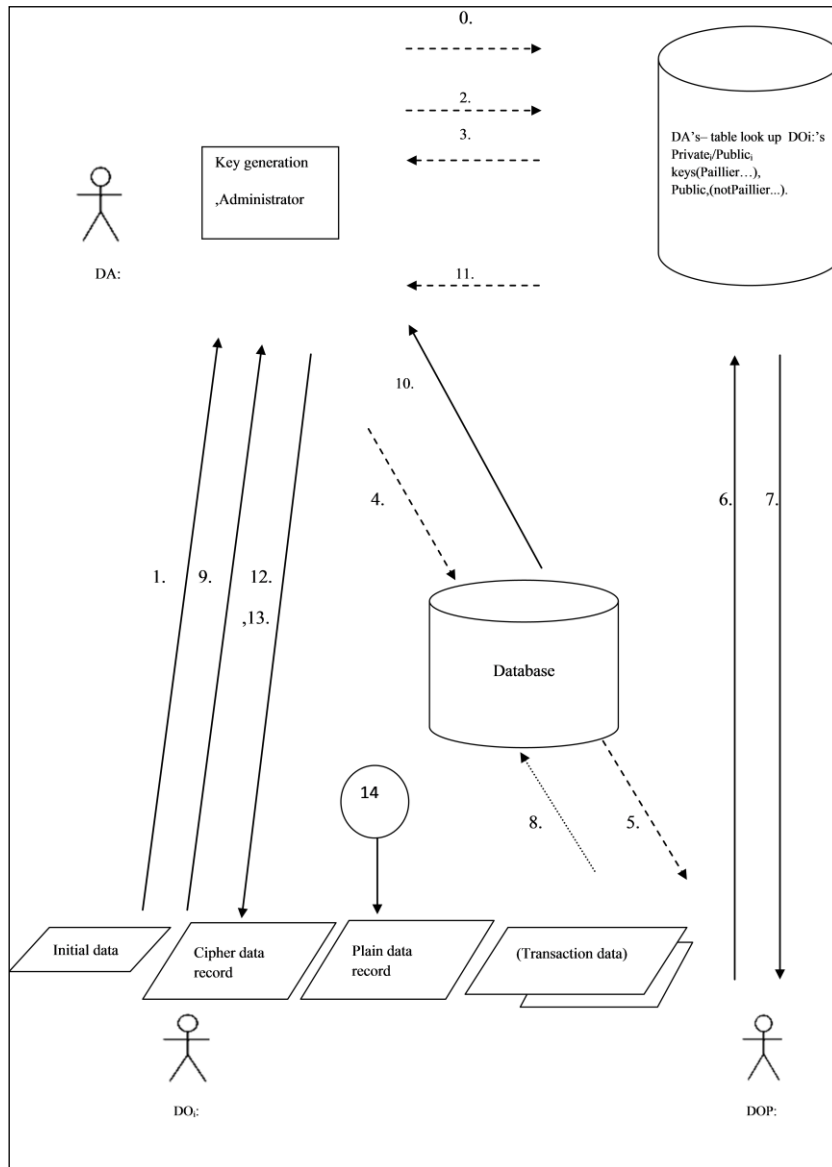 0.
2.
3.
DA's– table look up DOi:'s
Privateᵢ/Publicᵢ
keys(Paillier…),
Public,(notPaillier...).
Key generation
,Administrator
DA:
11.
10.
4.
6.
7.
1.
9.
12.
,13.
Database
14
8.
5.
Initial data
Cipher data
record
Plain data
record
(Transaction data)
DOᵢ:
DOP: